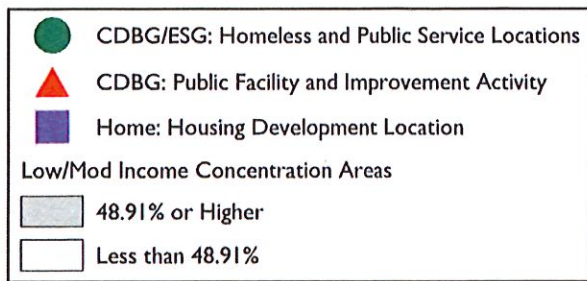 CDBG/ESG: Homeless and Public Service Locations
CDBG: Public Facility and Improvement Activity
Home: Housing Development Location
Low/Mod Income Concentration Areas
48.91% or Higher
Less than 48.91%